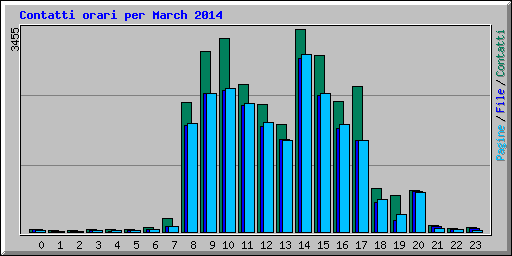 Contatti orari per March 2014
3455
Pagine / File / Contatti
0 1 2 3 4 5 6 7 8 9 10 11 12 13 14 15 16 17 18 19 20 21 22 23